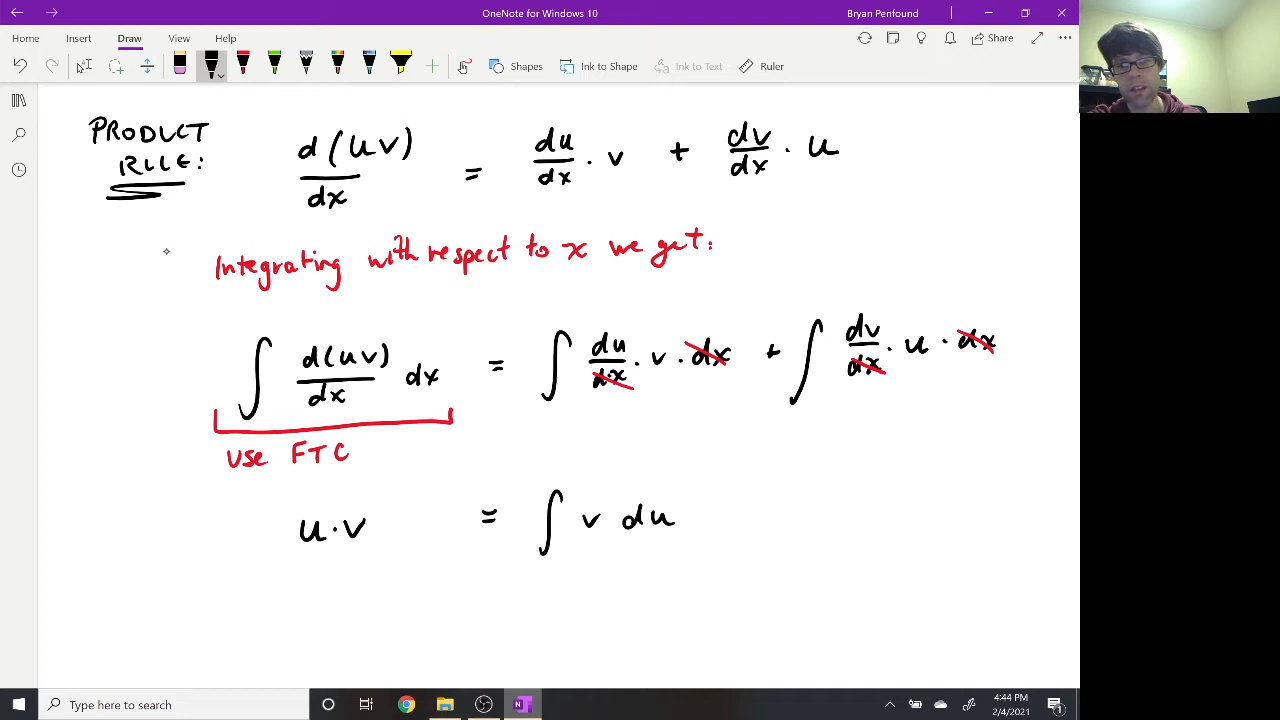 OneNote for Windows 10
Bryan Penfound
Home Insert Draw View Help
Share
Shapes Ink to Shape Ink to Text Ruler
PRODUCT
RULE:
d(uv)/dx = du/dx · v + dv/dx · u
Integrating with respect to x we get:
∫ d(uv)/dx dx = ∫ du/dx · v · dx + ∫ dv/dx · u · dx
USE FTC
u·v = ∫ v du
Type here to search
4:44 PM
2/4/2021
1